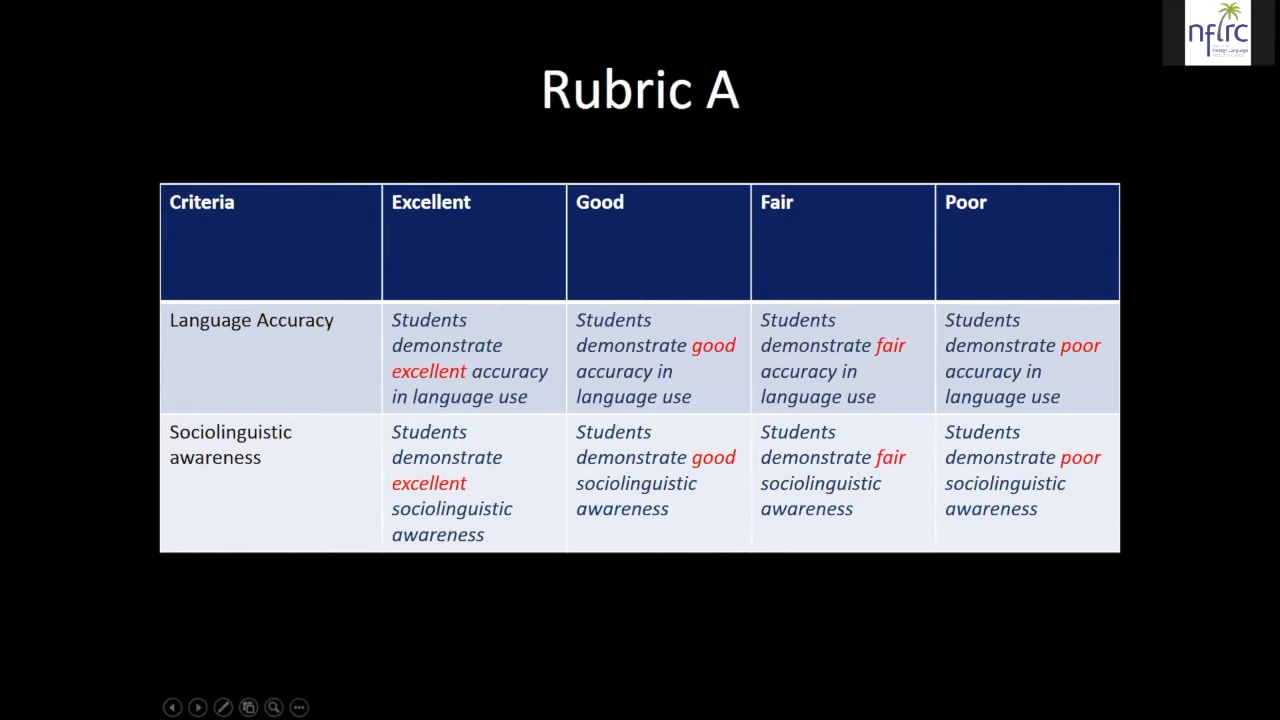 nflrc
Rubric A
Criteria
Excellent
Good
Fair
Poor
Language Accuracy
Students
demonstrate
excellent accuracy
in language use
Students
demonstrate good
accuracy in
language use
Students
demonstrate fair
accuracy in
language use
Students
demonstrate poor
accuracy in
language use
Sociolinguistic
awareness
Students
demonstrate
excellent
sociolinguistic
awareness
Students
demonstrate good
sociolinguistic
awareness
Students
demonstrate fair
sociolinguistic
awareness
Students
demonstrate poor
sociolinguistic
awareness